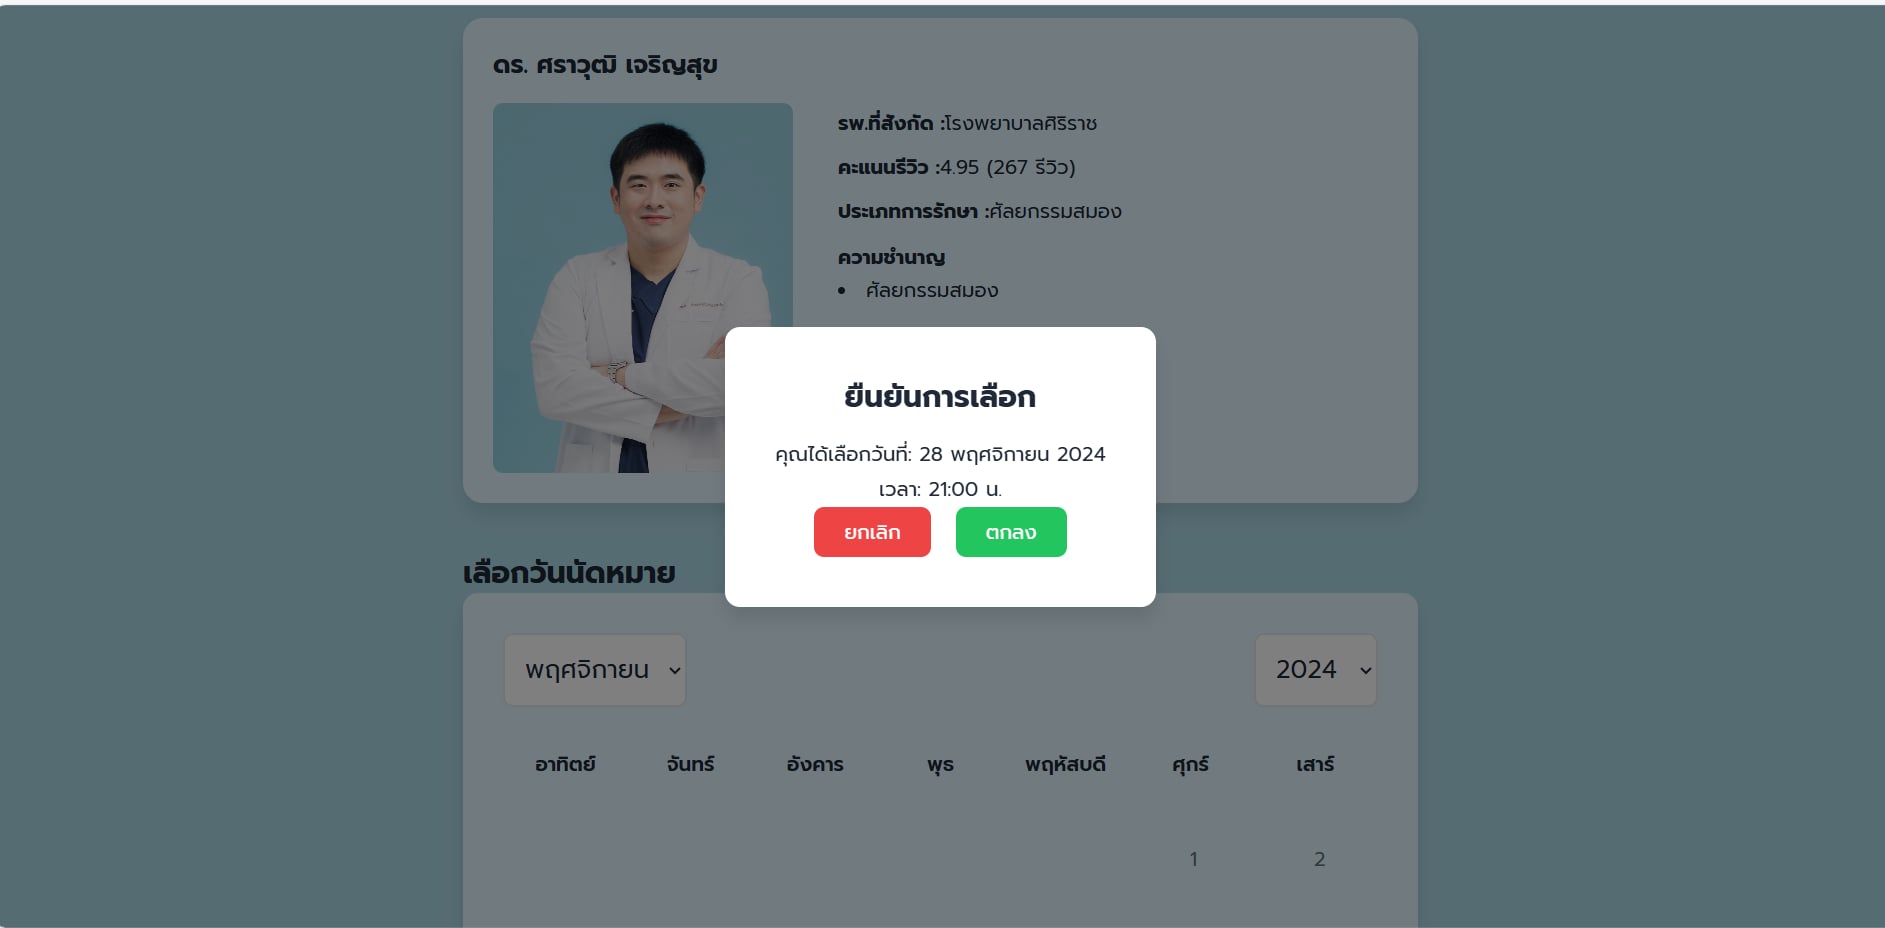 ดร. ศราวุฒิ เจริญสุข
รพ.ที่สังกัด :โรงพยาบาลศิริราช
คะแนนรีวิว :4.95 (267 รีวิว)
ประเภทการรักษา :ศัลยกรรมสมอง
ความชำนาญ
• ศัลยกรรมสมอง
ยืนยันการเลือก
คุณได้เลือกวันที่: 28 พฤศจิกายน 2024
เวลา: 21:00 น.
ยกเลิก ตกลง
เลือกวันนัดหมาย
พฤศจิกายน 2024
อาทิตย์ จันทร์ อังคาร พุธ พฤหัสบดี ศุกร์ เสาร์
1 2